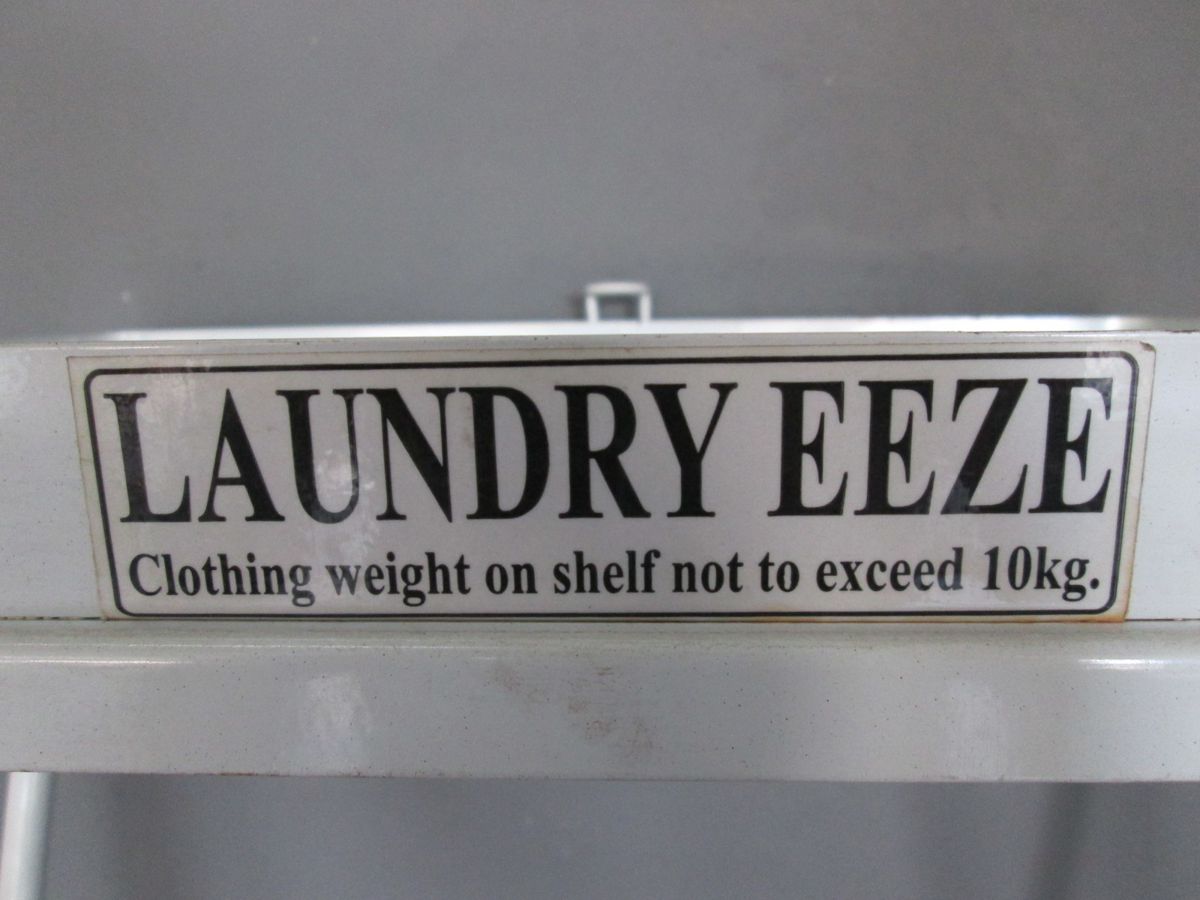 LAUNDRY EEZE
Clothing weight on shelf not to exceed 10kg.